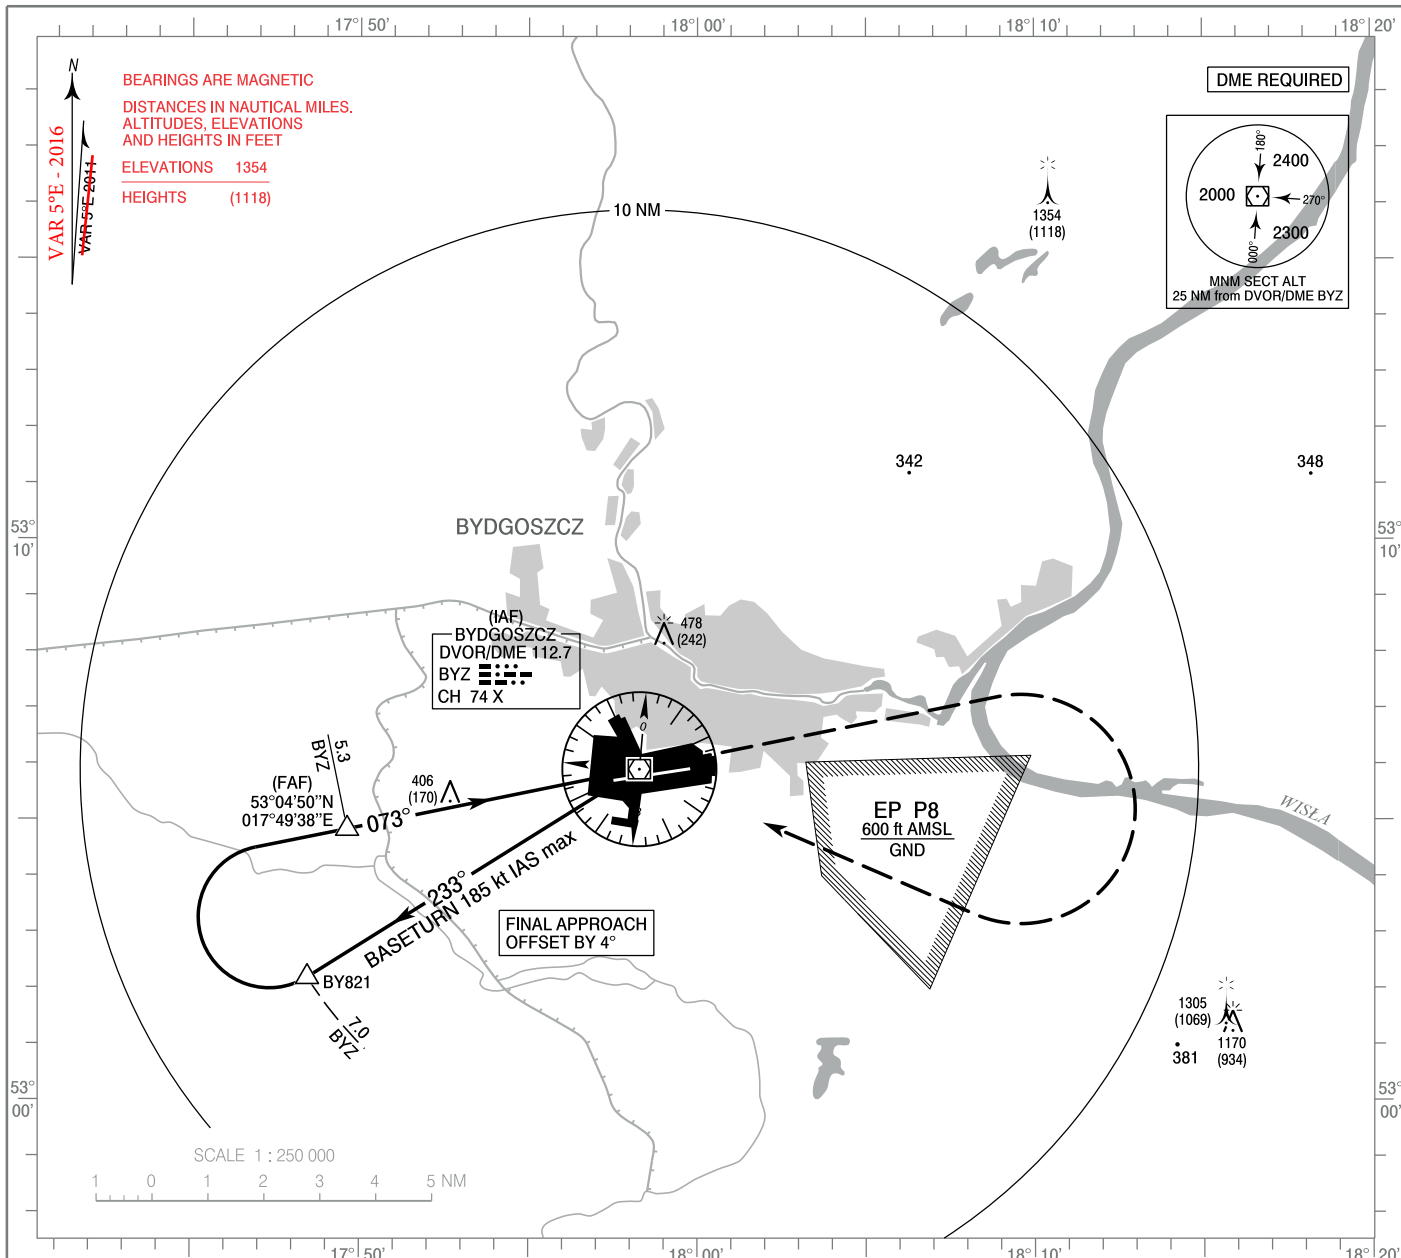 17° 50'
18° 00'
18° 10'
18° 20'
N
VAR 5°E - 2016
VAR 5°E 2011
BEARINGS ARE MAGNETIC
DISTANCES IN NAUTICAL MILES.
ALTITUDES, ELEVATIONS
AND HEIGHTS IN FEET
ELEVATIONS 1354
HEIGHTS (1118)
DME REQUIRED
180°
2400
2000
270°
000°
2300
MNM SECT ALT
25 NM from DVOR/DME BYZ
10 NM
1354
(1118)
342
348
53°
10'
53°
10'
BYDGOSZCZ
(IAF)
BYDGOSZCZ
DVOR/DME 112.7
BYZ
CH 74 X
478
(242)
0
5.3
BYZ
(FAF)
53°04'50"N
017°49'38"E
406
(170)
073°
233°
BASETURN 185 kt IAS max
EP P8
600 ft AMSL
GND
WISŁA
FINAL APPROACH
OFFSET BY 4°
BY821
7.0
BYZ
1305
(1069)
1170
(934)
381
53°
00'
53°
00'
SCALE 1 : 250 000
1 0 1 2 3 4 5 NM
17° 50'
18° 00'
18° 10'
18° 20'